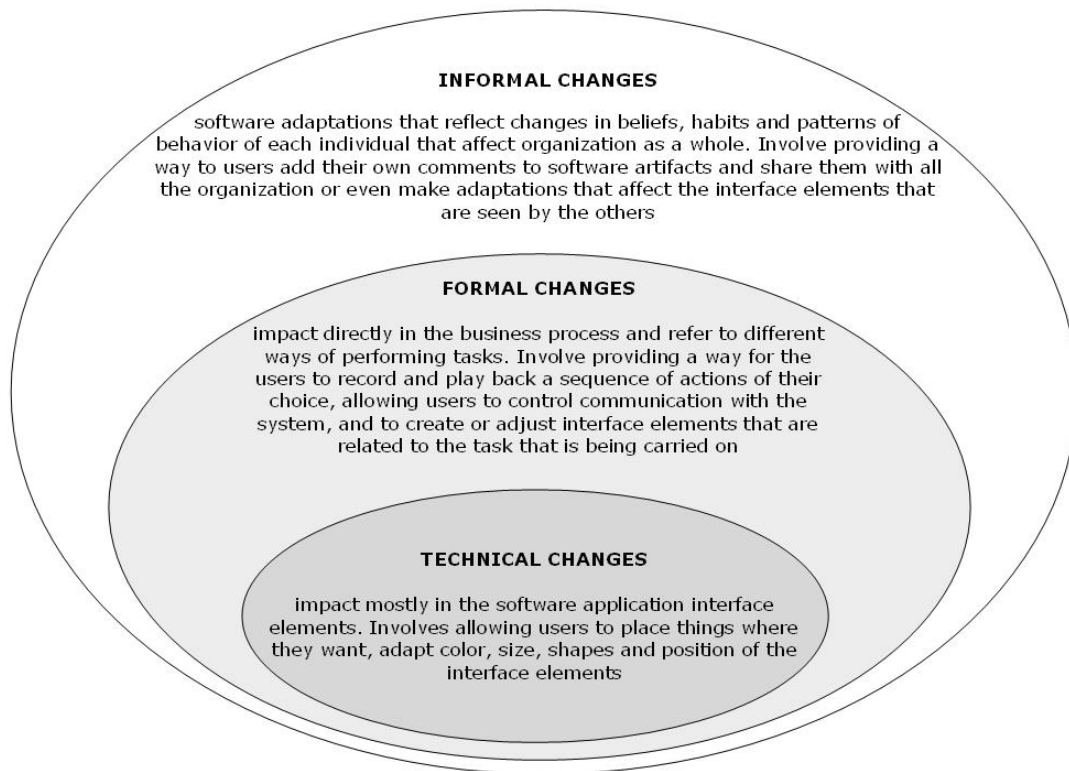 INFORMAL CHANGES
software adaptations that reflect changes in beliefs, habits and patterns of
behavior of each individual that affect organization as a whole. Involve providing a
way to users add their own comments to software artifacts and share them with all
the organization or even make adaptations that affect the interface elements that
are seen by the others
FORMAL CHANGES
impact directly in the business process and refer to different
ways of performing tasks. Involve providing a way for the
users to record and play back a sequence of actions of their
choice, allowing users to control communication with the
system, and to create or adjust interface elements that are
related to the task that is being carried on
TECHNICAL CHANGES
impact mostly in the software application interface
elements. Involves allowing users to place things where
they want, adapt color, size, shapes and position of the
interface elements